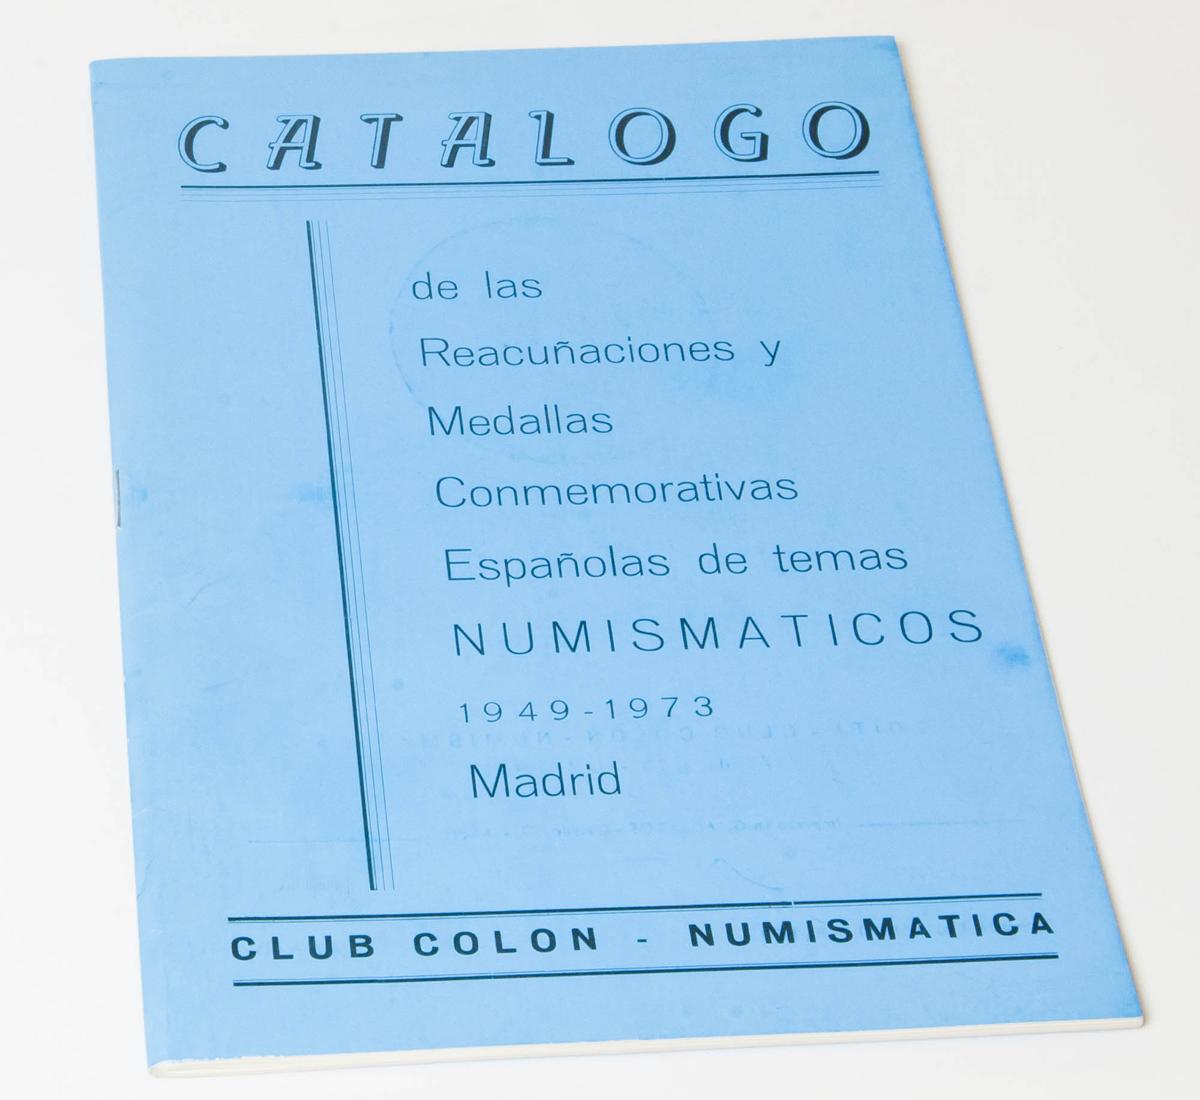 CATALOGO
de las
Reacuñaciones y
Medallas
Conmemorativas
Españolas de temas
NUMISMATICOS
1949-1973
Madrid
CLUB COLON - NUMISMATICA